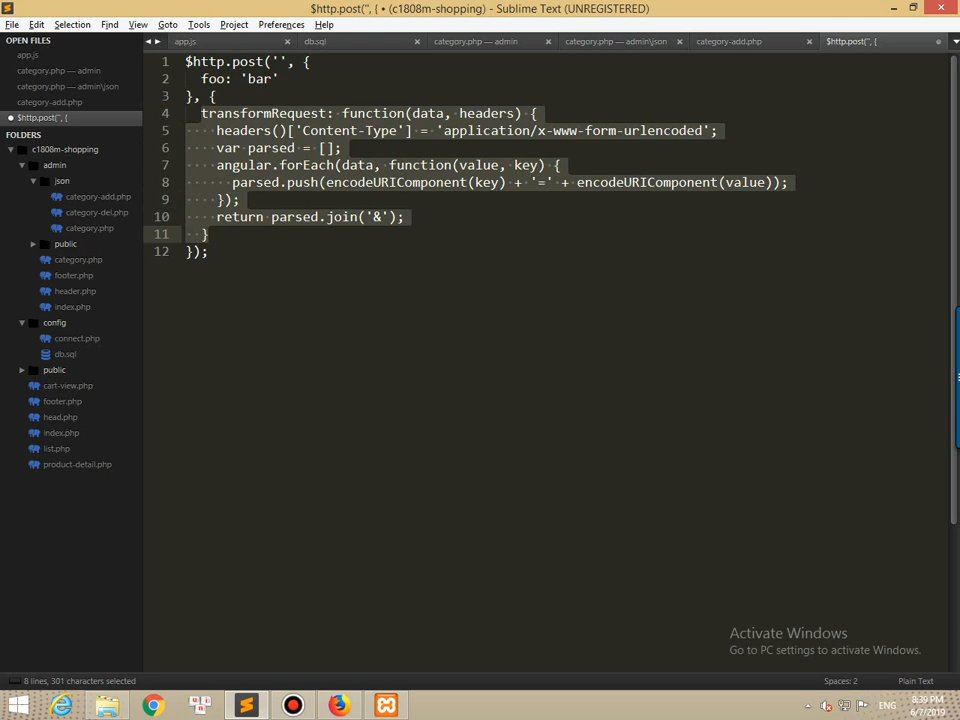 $http.post('', { • (c1808m-shopping) - Sublime Text (UNREGISTERED)
File Edit Selection Find View Goto Tools Project Preferences Help
OPEN FILES
app.js
category.php — admin
category.php — admin\json
category-add.php
$http.post('', {
FOLDERS
c1808m-shopping
admin
json
category-add.php
category-del.php
category.php
public
category.php
footer.php
header.php
index.php
config
connect.php
db.sql
public
cart-view.php
footer.php
head.php
index.php
list.php
product-detail.php
app.js db.sql category.php — admin category.php — admin\json category-add.php $http.post('', {
1 $http.post('', {
2 foo: 'bar'
3 }, {
4 transformRequest: function(data, headers) {
5 headers()['Content-Type'] = 'application/x-www-form-urlencoded';
6 var parsed = [];
7 angular.forEach(data, function(value, key) {
8 parsed.push(encodeURIComponent(key) + '=' + encodeURIComponent(value));
9 });
10 return parsed.join('&');
11 }
12 });
Activate Windows
Go to PC settings to activate Windows.
8 lines, 301 characters selected Spaces: 2 Plain Text
ENG 8:39 PM
6/7/2019